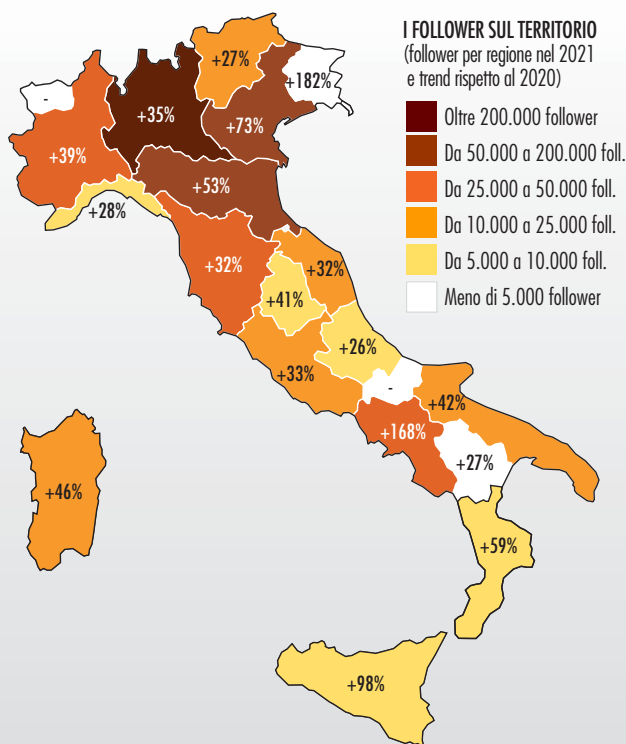 I FOLLOWER SUL TERRITORIO
(follower per regione nel 2021
e trend rispetto al 2020)
Oltre 200.000 follower
Da 50.000 a 200.000 foll.
Da 25.000 a 50.000 foll.
Da 10.000 a 25.000 foll.
Da 5.000 a 10.000 foll.
Meno di 5.000 follower
+27%
+182%
-
+35%
+73%
+39%
+53%
+28%
+32%
+32%
+41%
+26%
+33%
-
+42%
+168%
+27%
+46%
+59%
+98%